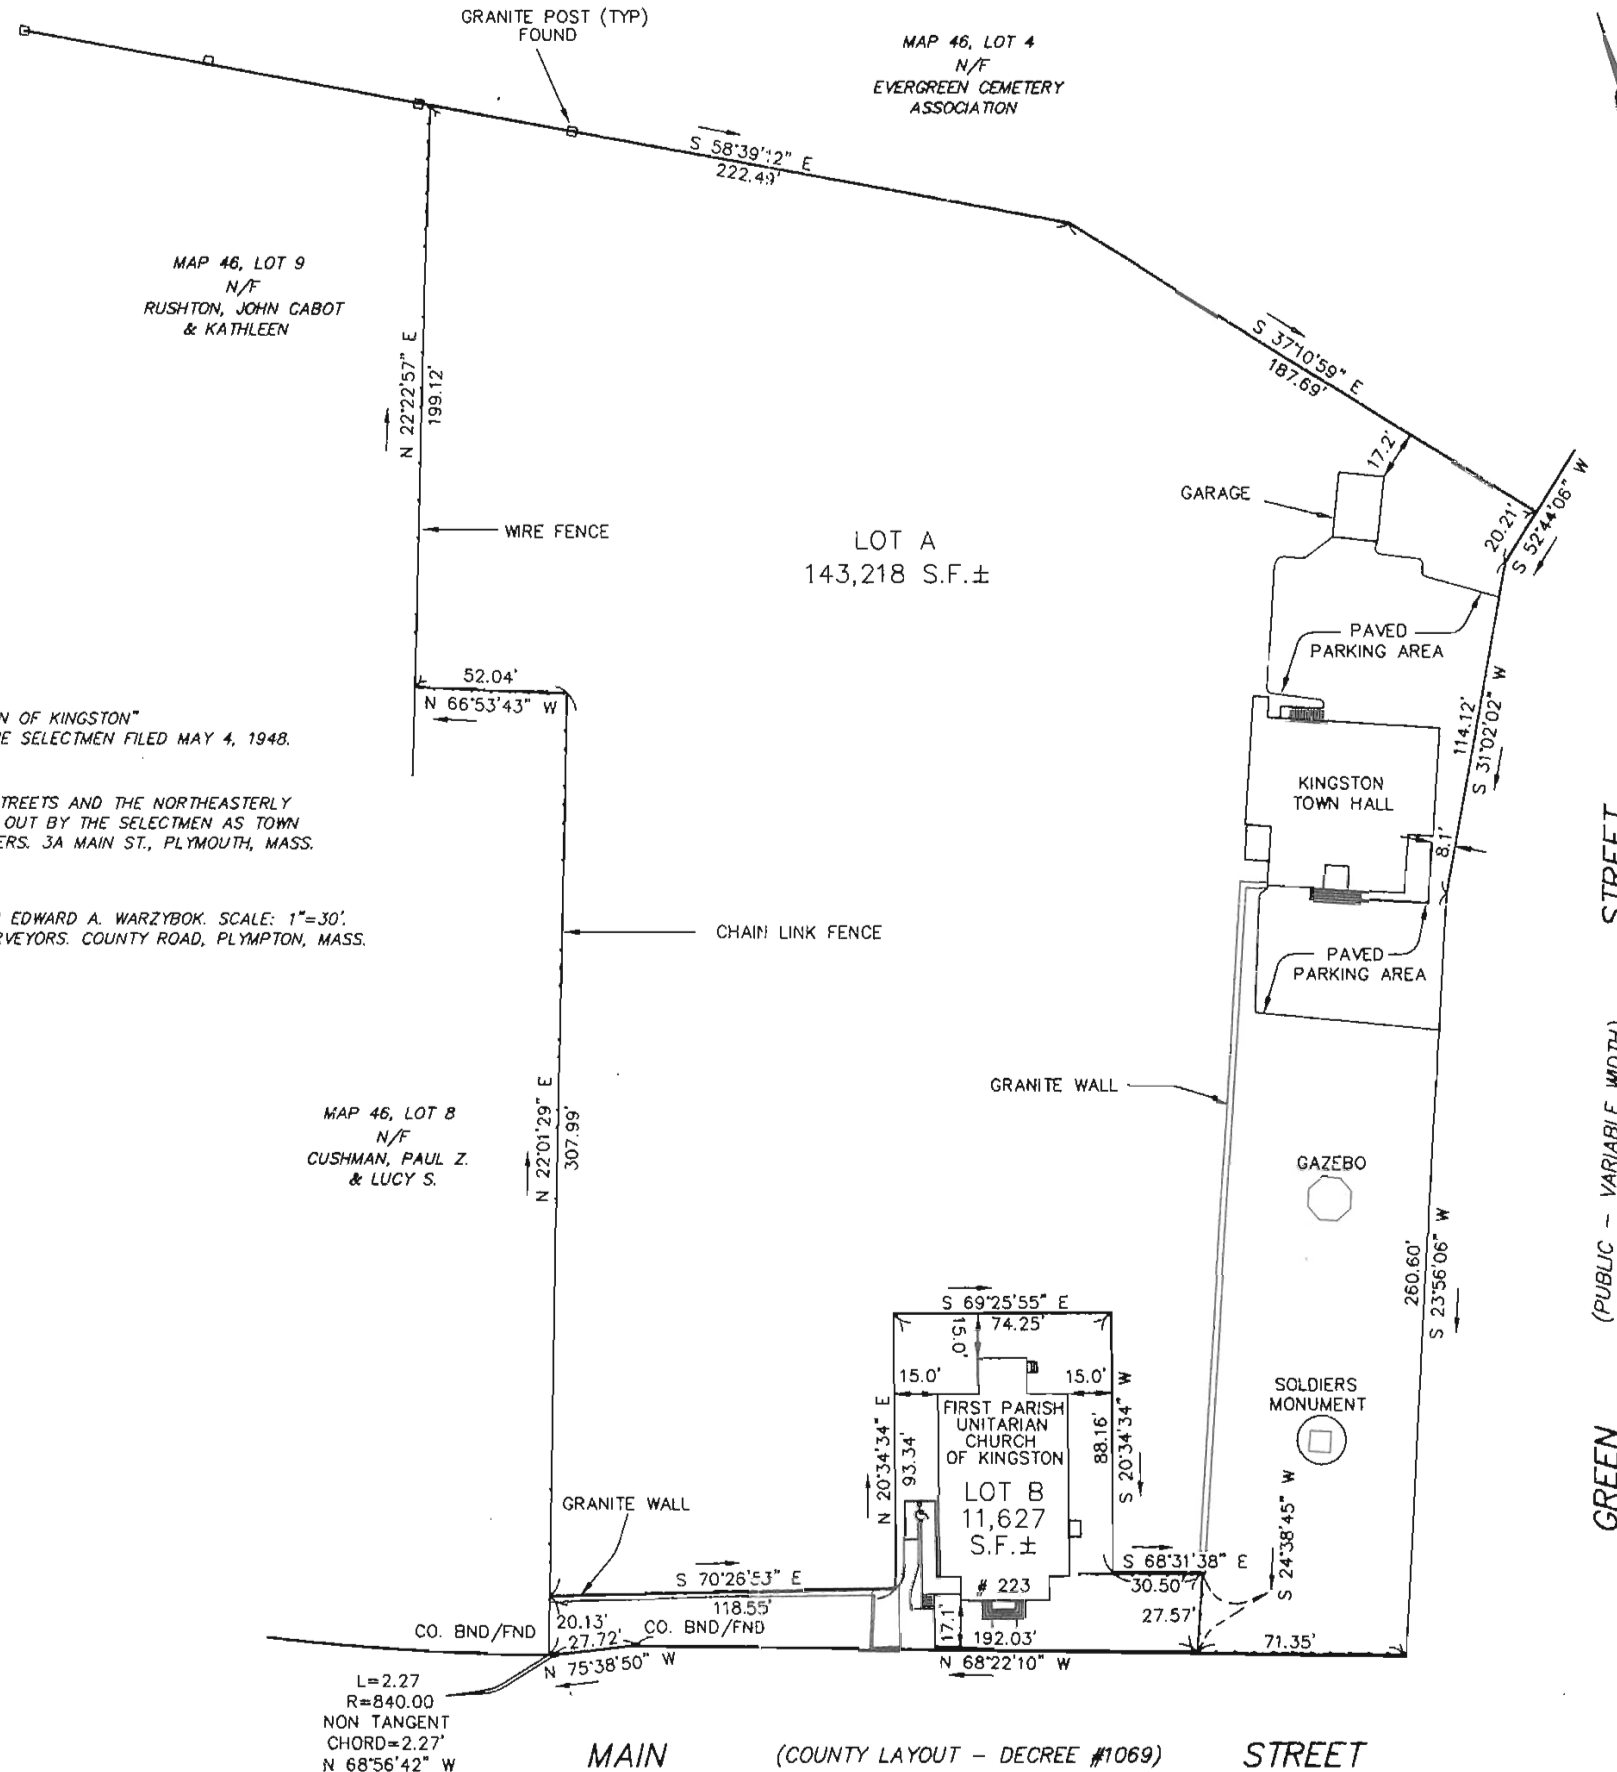 GRANITE POST (TYP)
FOUND
MAP 46, LOT 4
N/F
EVERGREEN CEMETERY
ASSOCIATION
S 58°39'12" E
222.49'
MAP 46, LOT 9
N/F
RUSHTON, JOHN CABOT
& KATHLEEN
N 22°22'57" E
199.12'
S 37°10'59" E
187.69'
17.2'
GARAGE
20.21'
S 52°44'06" W
WIRE FENCE
LOT A
143,218 S.F.±
PAVED
PARKING AREA
52.04'
N 66°53'43" W
114.12'
S 31°02'02" W
N OF KINGSTON"
E SELECTMEN FILED MAY 4, 1948.
KINGSTON
TOWN HALL
TREETS AND THE NORTHEASTERLY
OUT BY THE SELECTMEN AS TOWN
ERS. 3A MAIN ST., PLYMOUTH, MASS.
8.1'
EDWARD A. WARZYBOK. SCALE: 1"=30'.
RVEYORS. COUNTY ROAD, PLYMPTON, MASS.
CHAIN LINK FENCE
PAVED
PARKING AREA
GRANITE WALL
MAP 46, LOT 8
N/F
CUSHMAN, PAUL Z.
& LUCY S.
N 22°01'29" E
307.99'
GAZEBO
260.60'
S 23°56'06" W
GREEN (PUBLIC - VARIABLE WIDTH) STREET
S 69°25'55" E
74.25'
15.0'
15.0'
15.0'
N 20°34'34" E
93.34'
FIRST PARISH
UNITARIAN
CHURCH
OF KINGSTON
LOT B
11,627
S.F.±
88.16'
S 20°34'34" W
SOLDIERS
MONUMENT
S 24°38'45" W
GRANITE WALL
S 70°26'53" E
118.55'
# 223
S 68°31'38" E
30.50'
27.57'
20.13'
27.72'
CO. BND/FND
CO. BND/FND
17.1'
192.03'
71.35'
N 75°38'50" W
N 68°22'10" W
L=2.27
R=840.00
NON TANGENT
CHORD=2.27'
N 68°56'42" W
MAIN (COUNTY LAYOUT - DECREE #1069) STREET